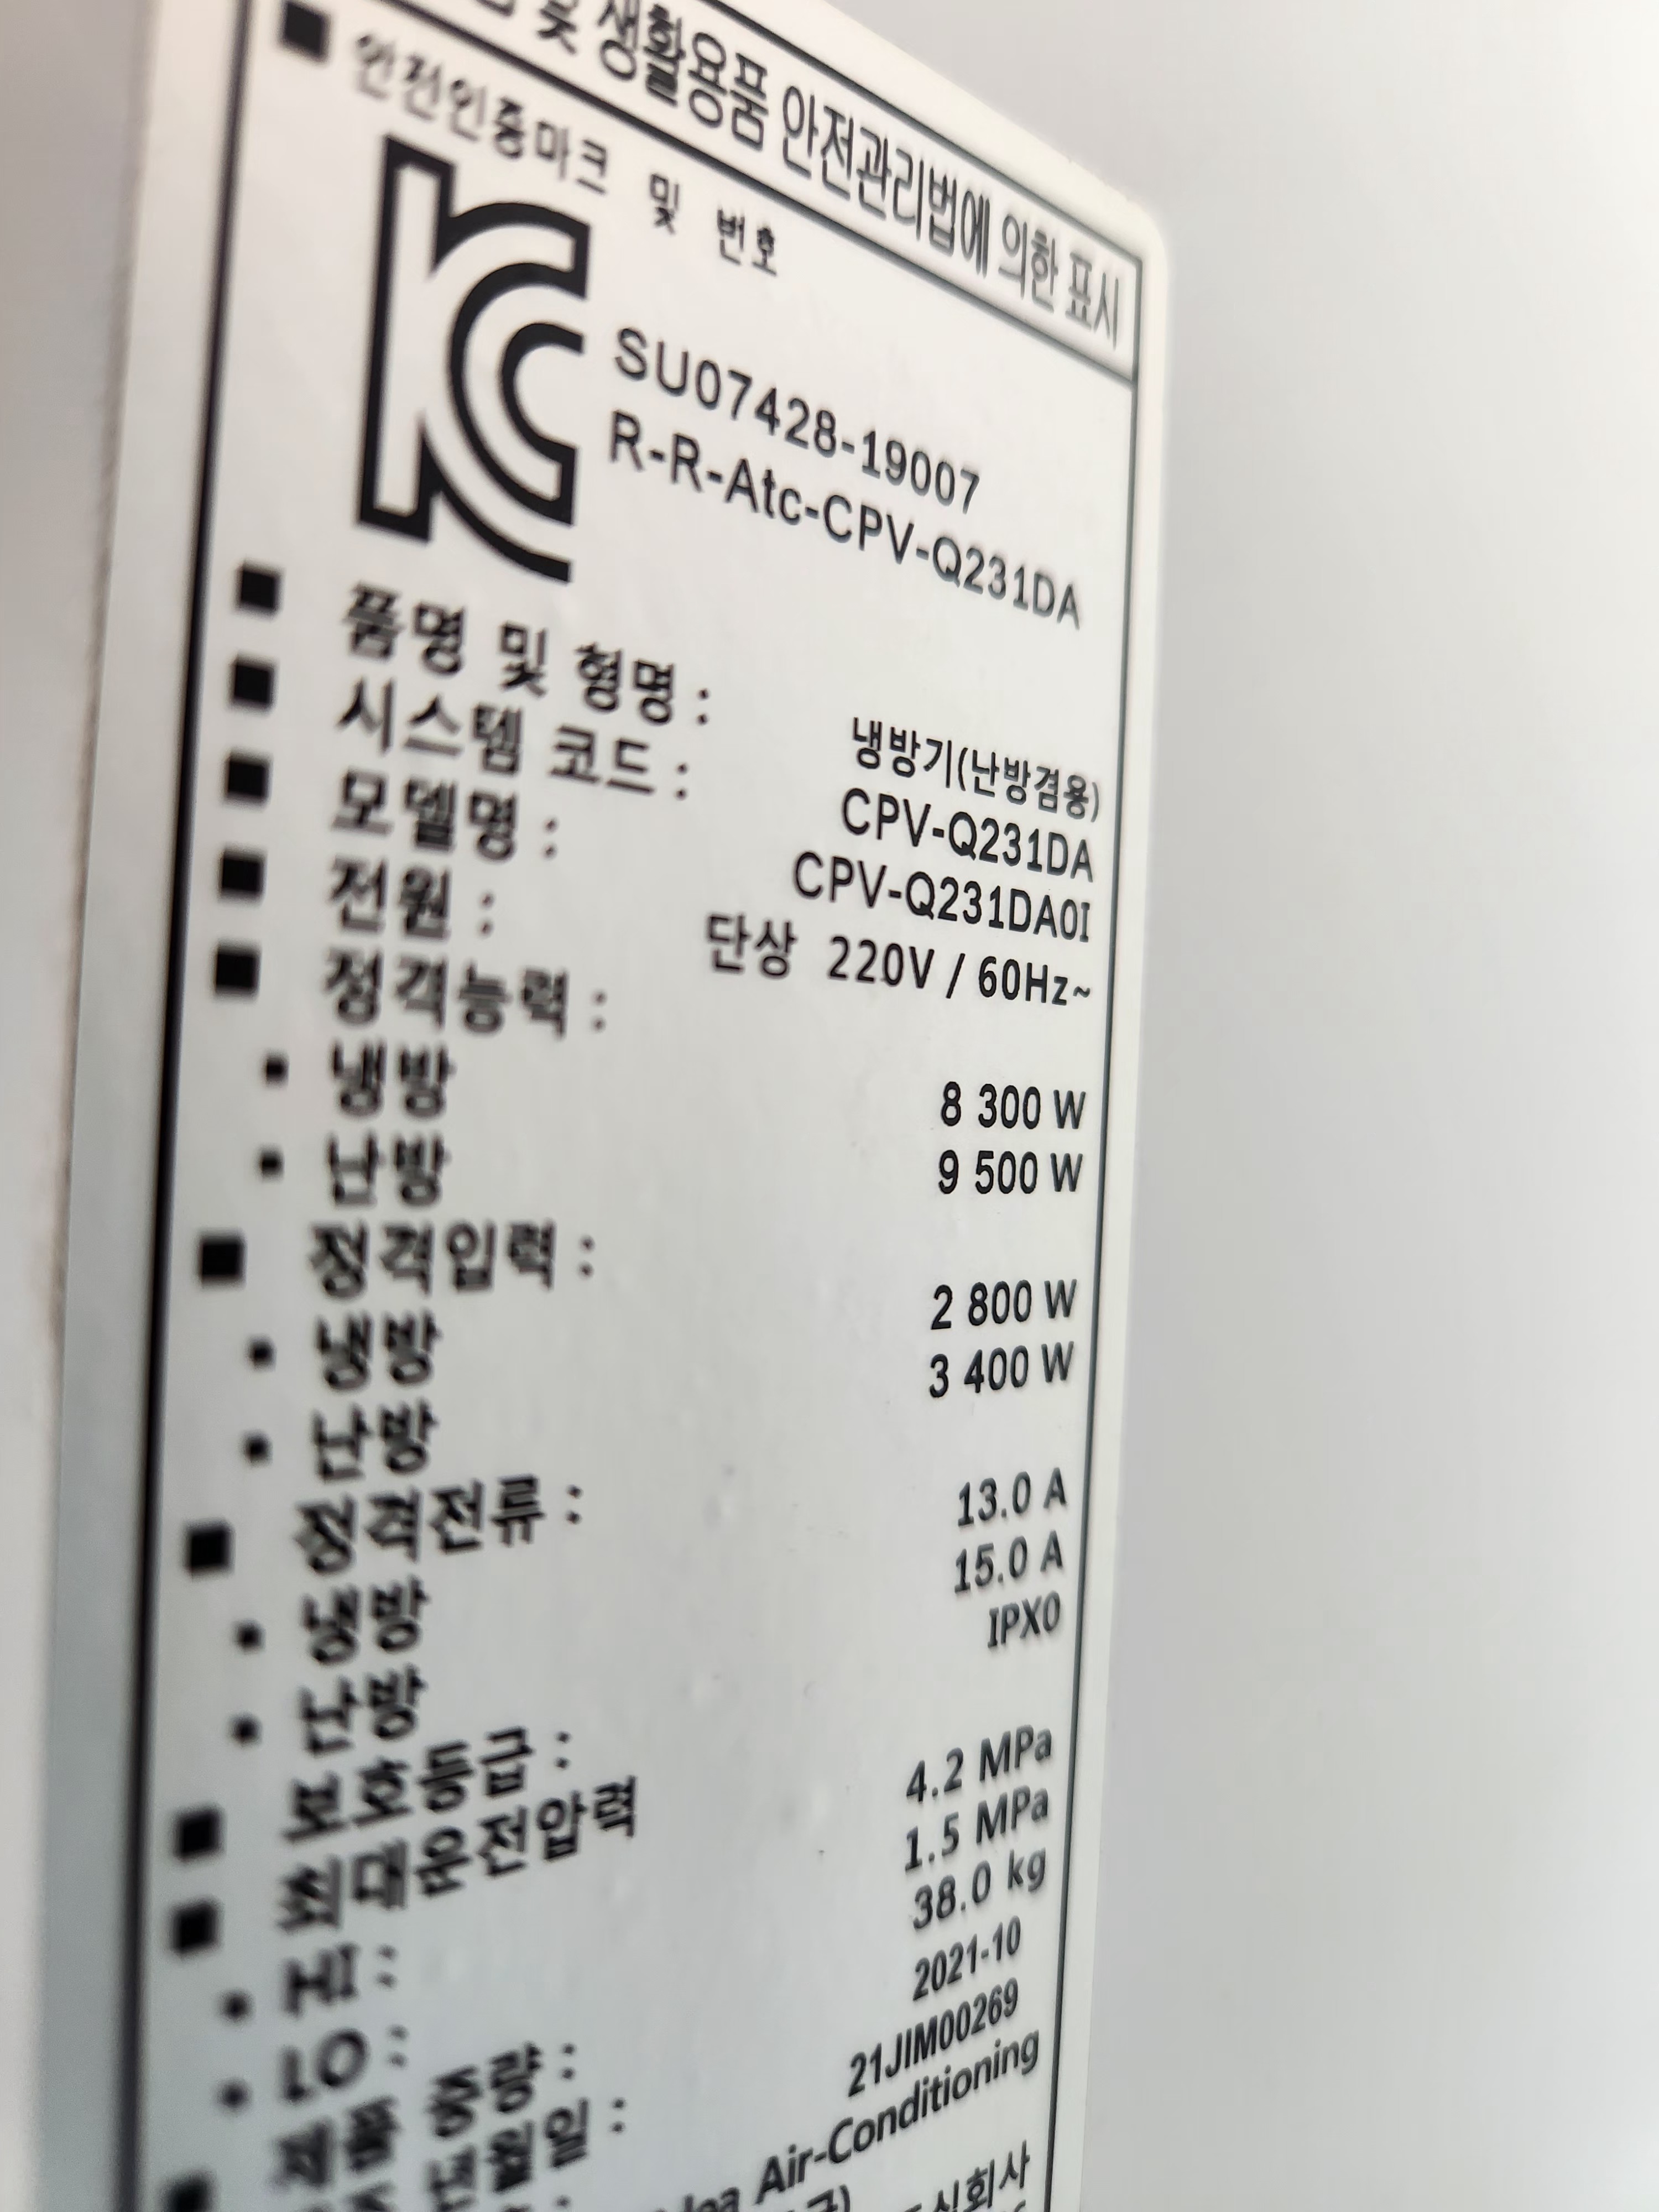 및 생활용품 안전관리법에 의한 표시
■ 안전인증마크 및 번호
SU07428-19007
R-R-Atc-CPV-Q231DA
■ 품명 및 형명 : 냉방기(난방겸용)
■ 시스템 코드 : CPV-Q231DA
■ 모델명 : CPV-Q231DA0I
■ 전원 : 단상 220V / 60Hz~
■ 정격능력 :
• 냉방 8 300 W
• 난방 9 500 W
■ 정격입력 :
• 냉방 2 800 W
• 난방 3 400 W
■ 정격전류 :
• 냉방 13.0 A
• 난방 15.0 A
■ 보호등급 : IPX0
■ 최대운전압력
• HI : 4.2 MPa
• LO : 1.5 MPa
제품 중량 : 38.0 kg
년월일 : 2021-10
21JIM00269
Air-Conditioning
식회사